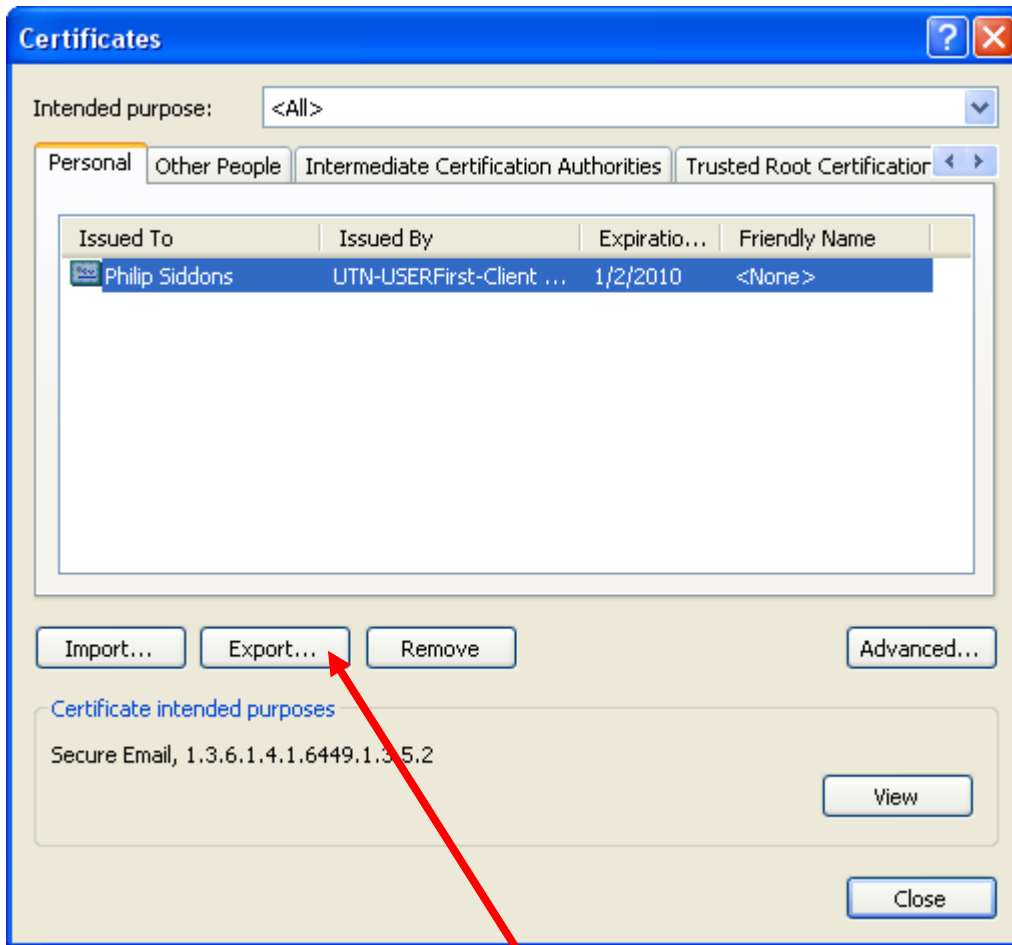 Certificates
Intended purpose: <All>
Personal Other People Intermediate Certification Authorities Trusted Root Certification
Issued To Issued By Expiratio... Friendly Name
Philip Siddons UTN-USERFirst-Client ... 1/2/2010 <None>
Import... Export... Remove Advanced...
Certificate intended purposes
Secure Email, 1.3.6.1.4.1.6449.1.3.5.2
View
Close